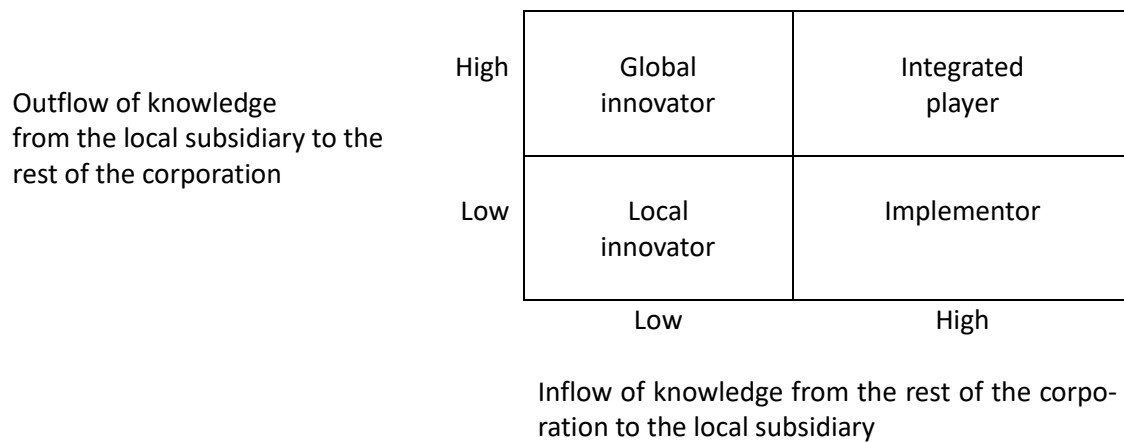 High
Global
innovator
Integrated
player
Outflow of knowledge
from the local subsidiary to the
rest of the corporation
Low
Local
innovator
Implementor
Low
High
Inflow of knowledge from the rest of the corpo-
ration to the local subsidiary